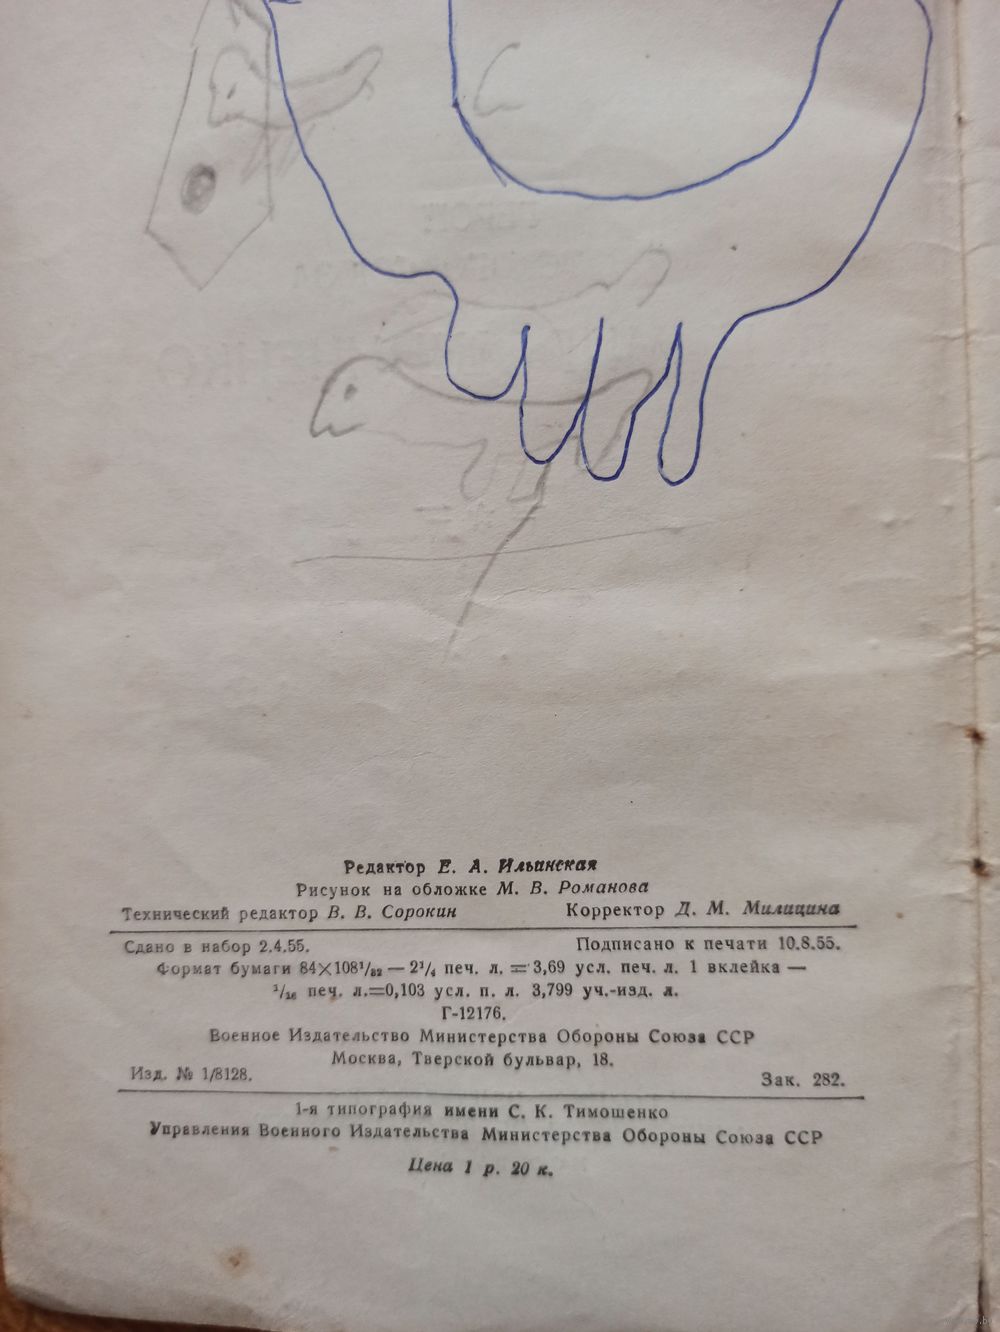 Редактор Е. А. Ильинская
Рисунок на обложке М. В. Романова
Технический редактор В. В. Сорокин Корректор Д. М. Милицина
Сдано в набор 2.4.55. Подписано к печати 10.8.55.
Формат бумаги 84×108¹/₃₂ — 2¹/₄ печ. л. = 3,69 усл. печ. л. 1 вклейка —
¹/₁₆ печ. л.=0,103 усл. п. л. 3,799 уч.-изд. л.
Г-12176.
Военное Издательство Министерства Обороны Союза ССР
Москва, Тверской бульвар, 18.
Изд. № 1/8128. Зак. 282.
1-я типография имени С. К. Тимошенко
Управления Военного Издательства Министерства Обороны Союза ССР
Цена 1 р. 20 к.